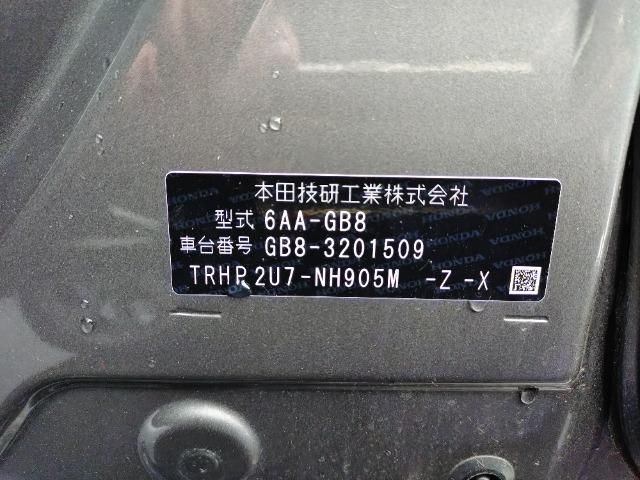 本田技研工業株式会社
型式 6AA-GB8
車台番号 GB8-3201509
TRHP2U7-NH905M -Z -X